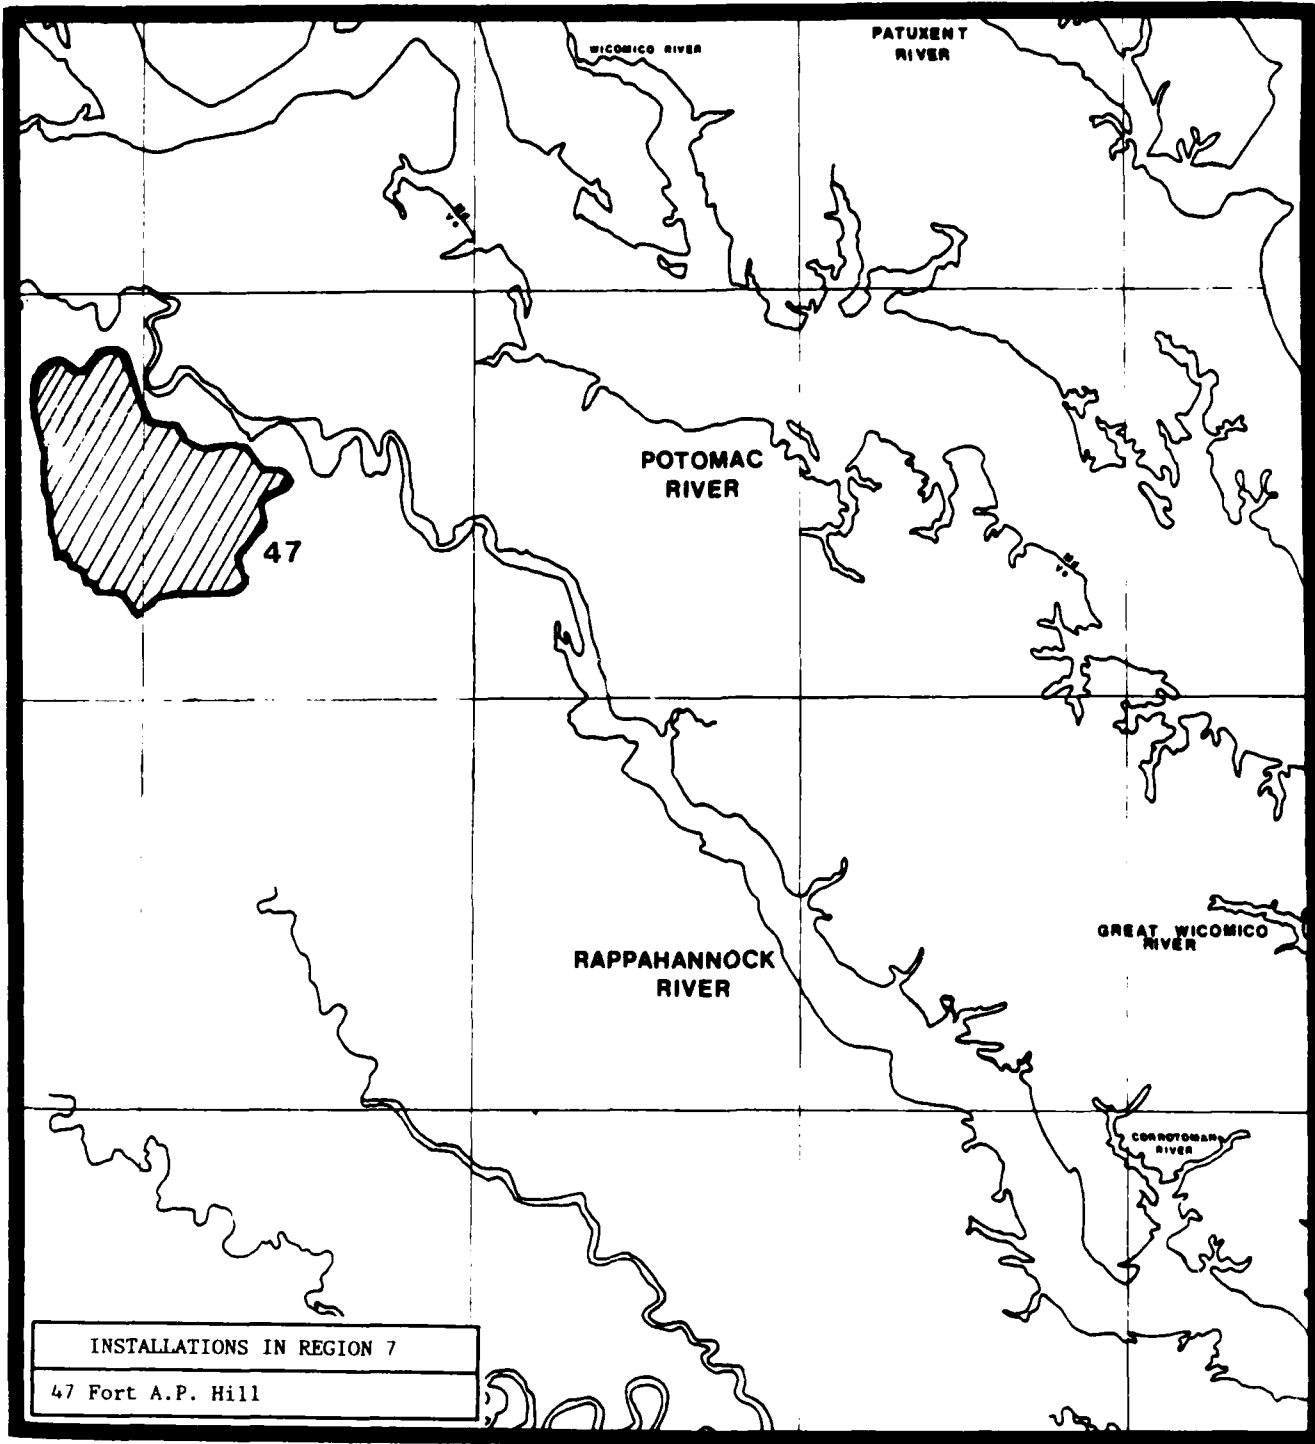 WICOMICO RIVER
PATUXENT
RIVER
POTOMAC
RIVER
47
GREAT WICOMICO
RIVER
RAPPAHANNOCK
RIVER
CORROTOMAN
RIVER
INSTALLATIONS IN REGION 7
47 Fort A.P. Hill